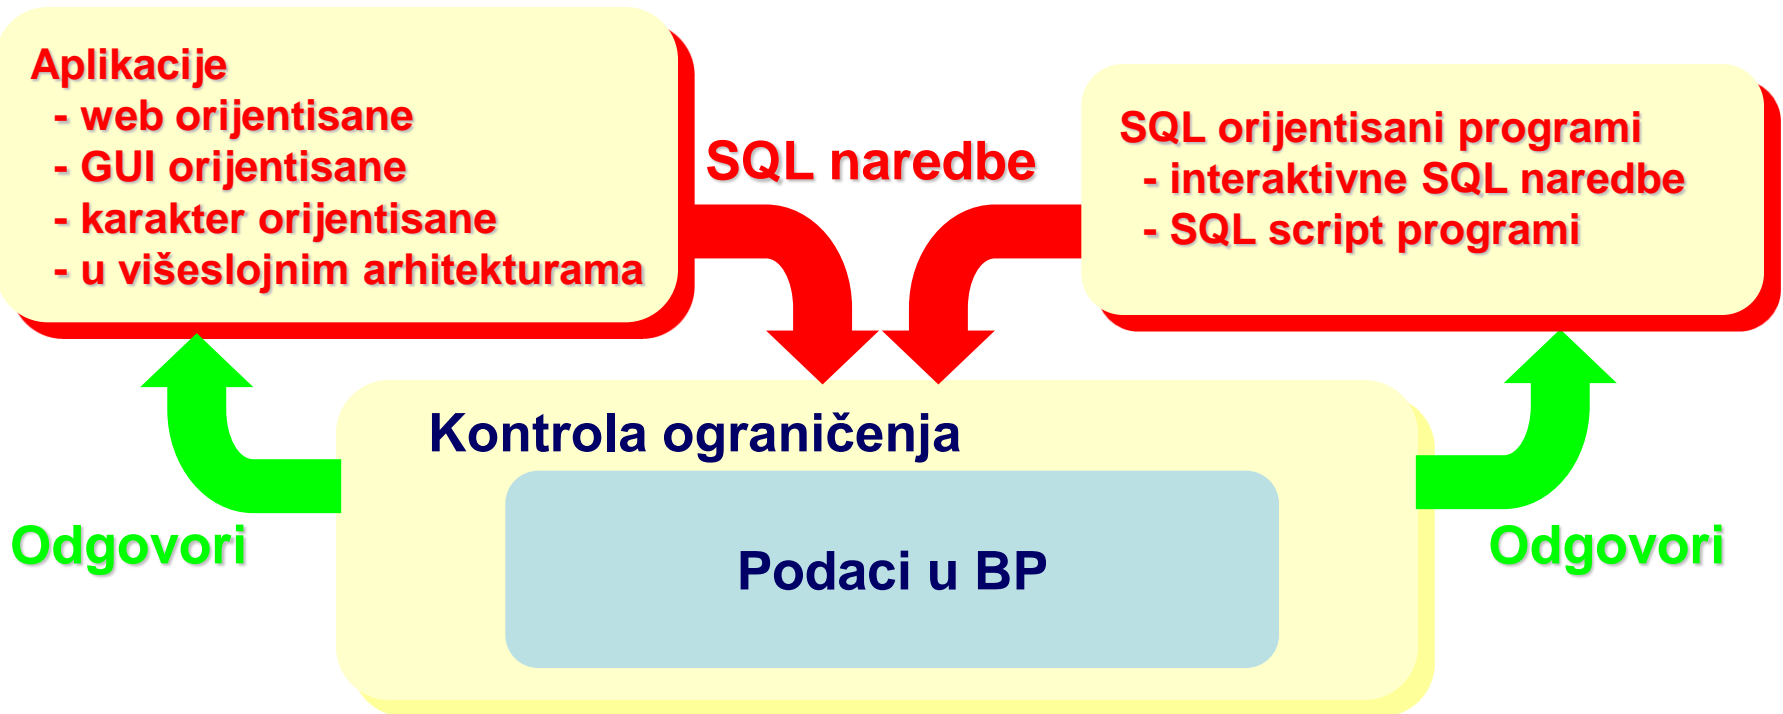 Aplikacije
- web orijentisane
- GUI orijentisane
- karakter orijentisane
- u višeslojnim arhitekturama
SQL naredbe
SQL orijentisani programi
- interaktivne SQL naredbe
- SQL script programi
Kontrola ograničenja
Odgovori
Podaci u BP
Odgovori